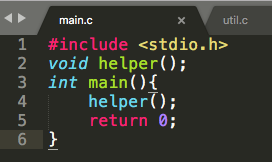 main.c × util.c
1 #include <stdio.h>
2 void helper();
3 int main(){
4     helper();
5     return 0;
6 }